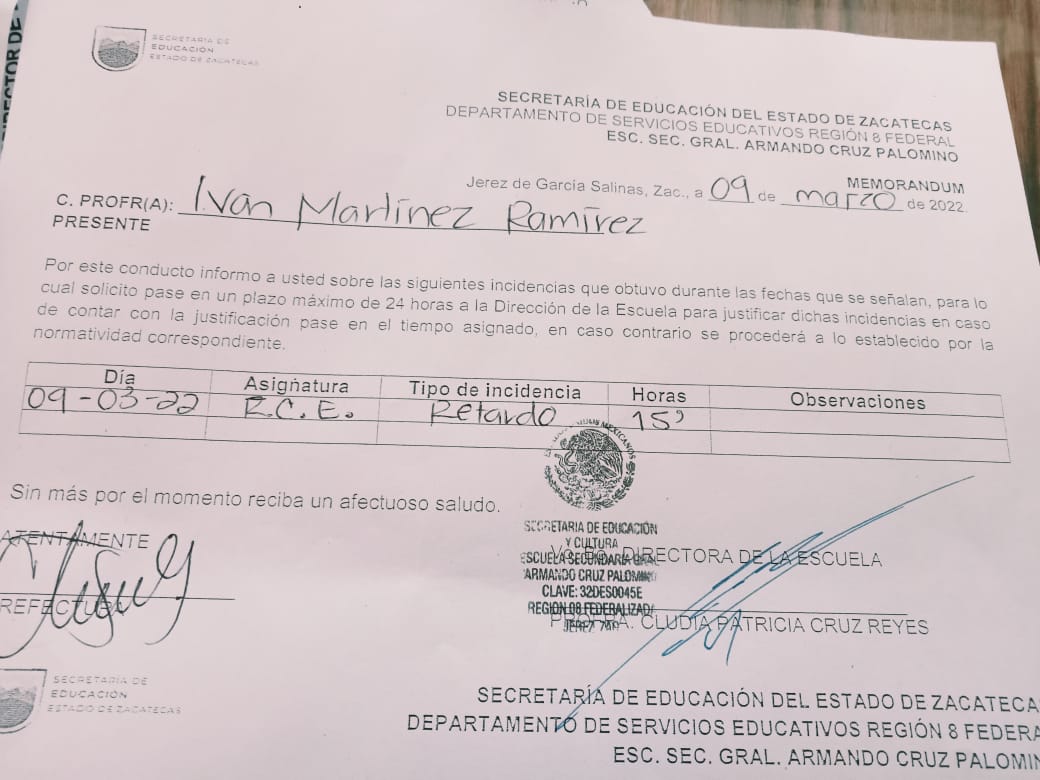 DIRECTOR DE
SECRETARÍA DE
EDUCACIÓN
ESTADO DE ZACATECAS
SECRETARÍA DE EDUCACIÓN DEL ESTADO DE ZACATECAS
DEPARTAMENTO DE SERVICIOS EDUCATIVOS REGIÓN 8 FEDERAL
ESC. SEC. GRAL. ARMANDO CRUZ PALOMINO
MEMORANDUM
Jerez de García Salinas, Zac., a 09 de marzo de 2022.
C. PROFR(A): Ivan Martínez Ramírez
PRESENTE
Por este conducto informo a usted sobre las siguientes incidencias que obtuvo durante las fechas que se señalan, para lo
cual solicito pase en un plazo máximo de 24 horas a la Dirección de la Escuela para justificar dichas incidencias en caso
de contar con la justificación pase en el tiempo asignado, en caso contrario se procederá a lo establecido por la
normatividad correspondiente.
Día Asignatura Tipo de incidencia Horas Observaciones
09-03-22 R.C.E. Retardo 15'
Sin más por el momento reciba un afectuoso saludo.
ATENTAMENTE
REFECTURA
MEXICANOS
SECRETARIA DE EDUCACIÓN
Y CULTURA
ESCUELA SECUNDARIA GRAL
ARMANDO CRUZ PALOMINO
CLAVE: 32DES0045E
REGION 08 FEDERALIZADA
JEREZ ZAC
Vo. Bo. DIRECTORA DE LA ESCUELA
PROFRA. CLUDIA PATRICIA CRUZ REYES
SECRETARÍA DE
EDUCACIÓN
ESTADO DE ZACATECAS
SECRETARÍA DE EDUCACIÓN DEL ESTADO DE ZACATECA
DEPARTAMENTO DE SERVICIOS EDUCATIVOS REGIÓN 8 FEDERA
ESC. SEC. GRAL. ARMANDO CRUZ PALOMIN